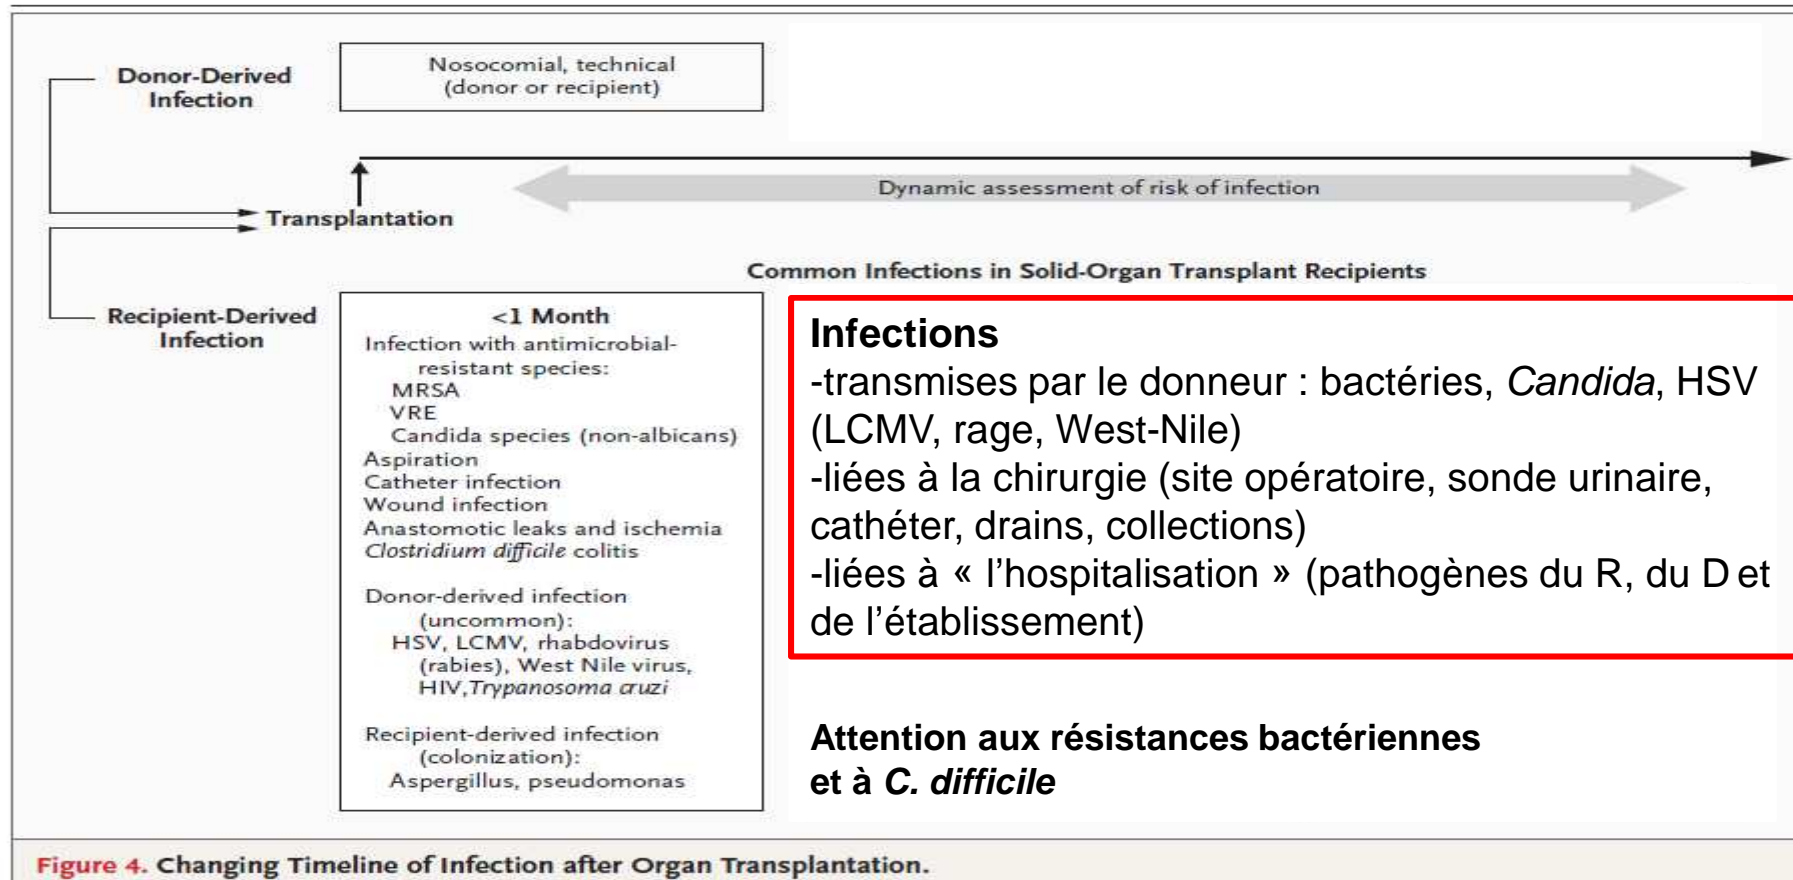 Donor-Derived
Infection
Nosocomial, technical
(donor or recipient)
Dynamic assessment of risk of infection
Transplantation
Common Infections in Solid-Organ Transplant Recipients
Recipient-Derived
Infection
<1 Month
Infection with antimicrobial-
resistant species:
MRSA
VRE
Candida species (non-albicans)
Aspiration
Catheter infection
Wound infection
Anastomotic leaks and ischemia
Clostridium difficile colitis
Donor-derived infection
(uncommon):
HSV, LCMV, rhabdovirus
(rabies), West Nile virus,
HIV,Trypanosoma cruzi
Recipient-derived infection
(colonization):
Aspergillus, pseudomonas
Infections
-transmises par le donneur : bactéries, Candida, HSV
(LCMV, rage, West-Nile)
-liées à la chirurgie (site opératoire, sonde urinaire,
cathéter, drains, collections)
-liées à « l’hospitalisation » (pathogènes du R, du D et
de l’établissement)
Attention aux résistances bactériennes
et à C. difficile
Figure 4. Changing Timeline of Infection after Organ Transplantation.